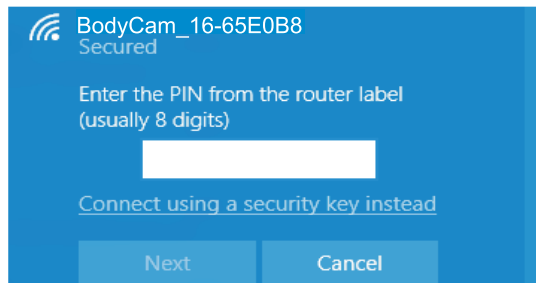 BodyCam_16-65E0B8
Secured
Enter the PIN from the router label
(usually 8 digits)
Connect using a security key instead
Next
Cancel